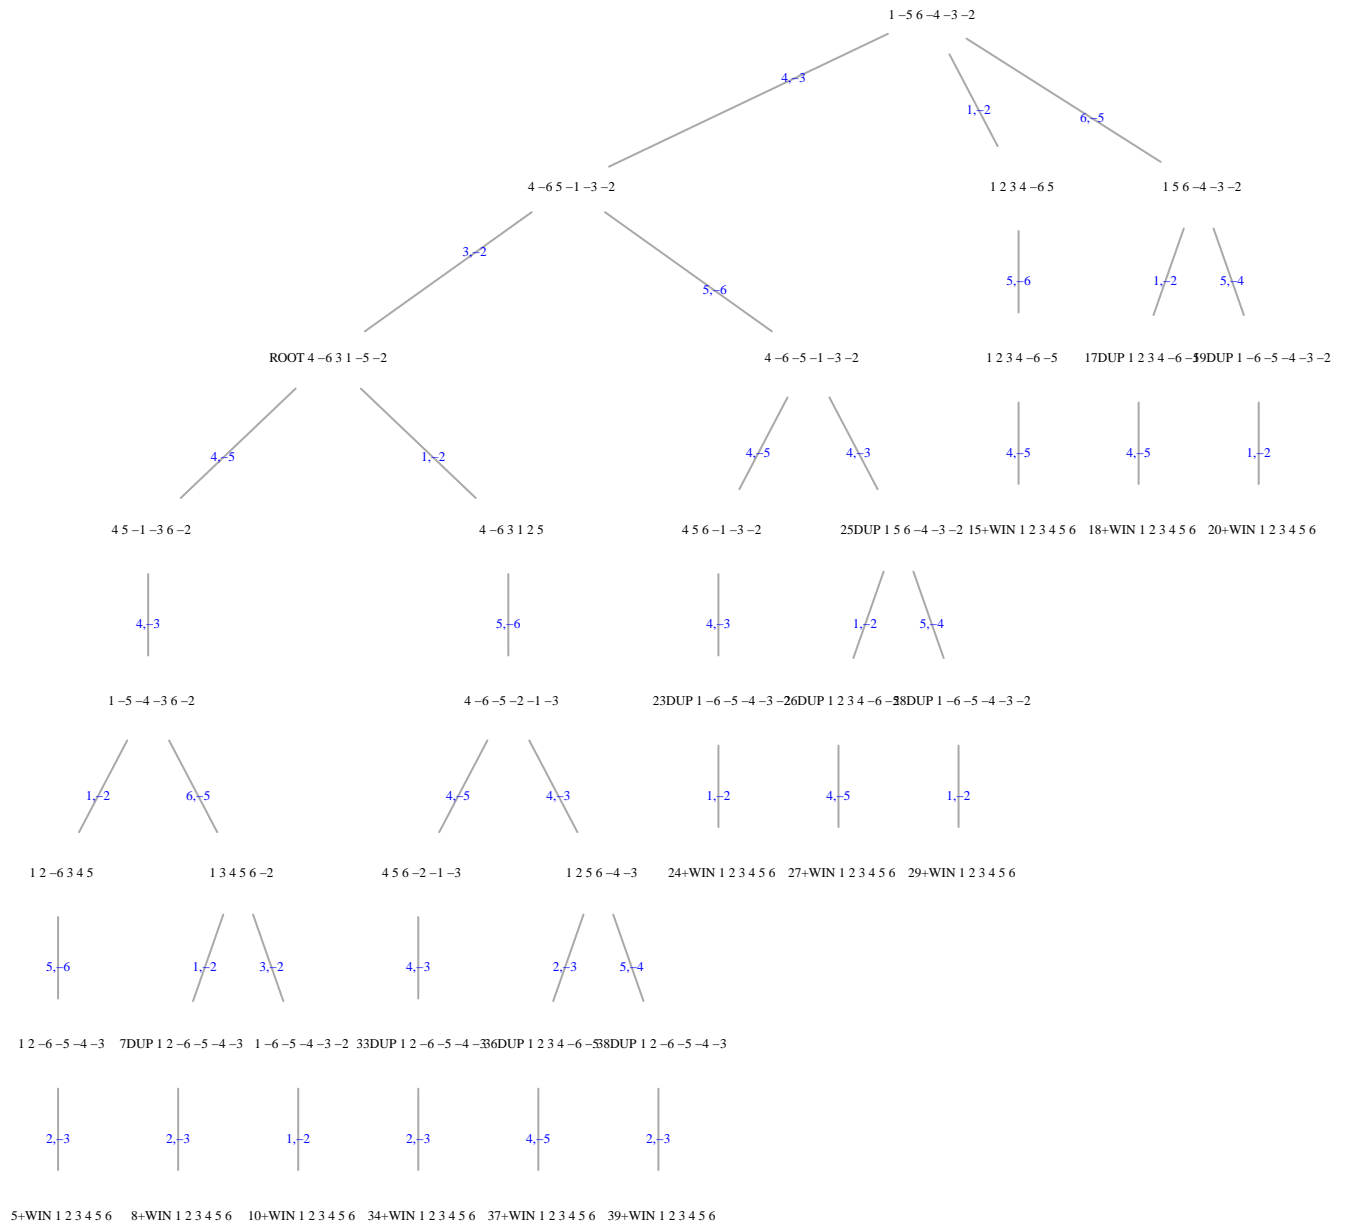 1 −5 6 −4 −3 −2
4,−3
1,−2
6,−5
4 −6 5 −1 −3 −2
1 2 3 4 −6 5
1 5 6 −4 −3 −2
3,−2
5,−6
5,−6
1,−2
5,−4
ROOT 4 −6 3 1 −5 −2
4 −6 −5 −1 −3 −2
1 2 3 4 −6 −5
17DUP 1 2 3 4 −6 −5
19DUP 1 −6 −5 −4 −3 −2
4,−5
1,−2
4,−5
4,−3
4,−5
4,−5
1,−2
4 5 −1 −3 6 −2
4 −6 3 1 2 5
4 5 6 −1 −3 −2
25DUP 1 5 6 −4 −3 −2
15+WIN 1 2 3 4 5 6
18+WIN 1 2 3 4 5 6
20+WIN 1 2 3 4 5 6
4,−3
5,−6
4,−3
1,−2
5,−4
1 −5 −4 −3 6 −2
4 −6 −5 −2 −1 −3
23DUP 1 −6 −5 −4 −3 −2
26DUP 1 2 3 4 −6 −5
28DUP 1 −6 −5 −4 −3 −2
1,−2
6,−5
4,−5
4,−3
1,−2
4,−5
1,−2
1 2 −6 3 4 5
1 3 4 5 6 −2
4 5 6 −2 −1 −3
1 2 5 6 −4 −3
24+WIN 1 2 3 4 5 6
27+WIN 1 2 3 4 5 6
29+WIN 1 2 3 4 5 6
5,−6
1,−2
3,−2
4,−3
2,−3
5,−4
1 2 −6 −5 −4 −3
7DUP 1 2 −6 −5 −4 −3
1 −6 −5 −4 −3 −2
33DUP 1 2 −6 −5 −4 −3
36DUP 1 2 3 4 −6 −5
38DUP 1 2 −6 −5 −4 −3
2,−3
2,−3
1,−2
2,−3
4,−5
2,−3
5+WIN 1 2 3 4 5 6
8+WIN 1 2 3 4 5 6
10+WIN 1 2 3 4 5 6
34+WIN 1 2 3 4 5 6
37+WIN 1 2 3 4 5 6
39+WIN 1 2 3 4 5 6